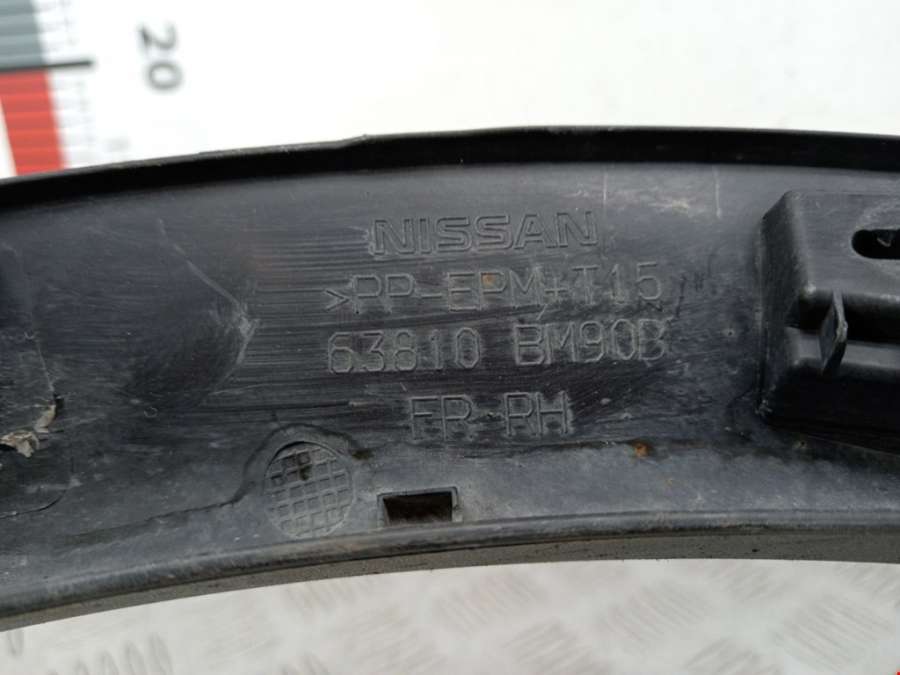 20
NISSAN
>PP-EPM+T15
63810 BM90B
FR-RH